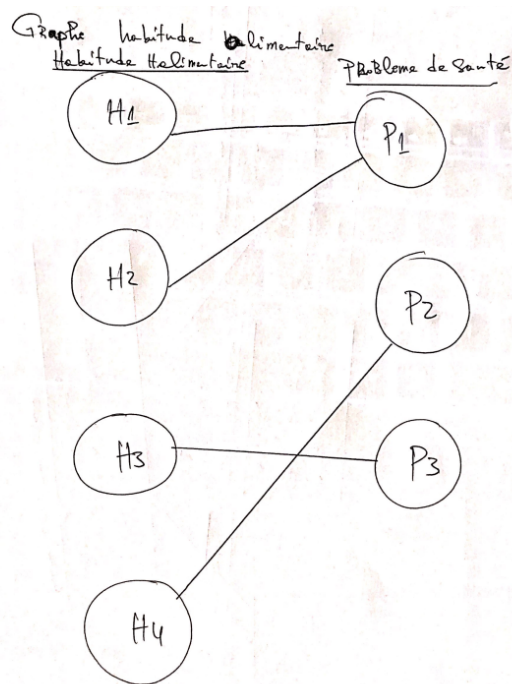 Graphe habitude alimentaire
Habitude Halimentaire
Problème de Santé
H1
P1
H2
P2
H3
P3
H4